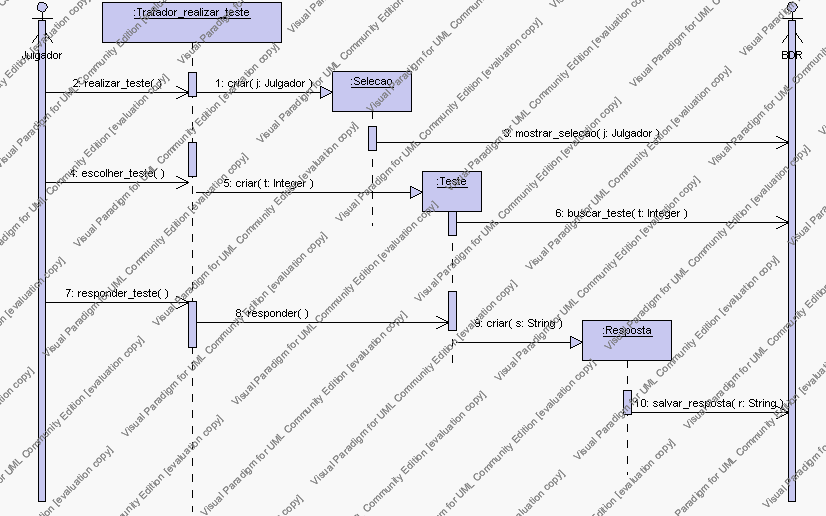 :Tratador_realizar_teste
Julgador
BDR
2: realizar_teste( )
1: criar( j: Julgador )
:Selecao
3: mostrar_selecao( j: Julgador )
4: escolher_teste( )
5: criar( t: Integer )
:Teste
6: buscar_teste( t: Integer )
7: responder_teste( )
8: responder( )
9: criar( s: String )
:Resposta
10: salvar_resposta( r: String )
Visual Paradigm for UML Community Edition [evaluation copy]